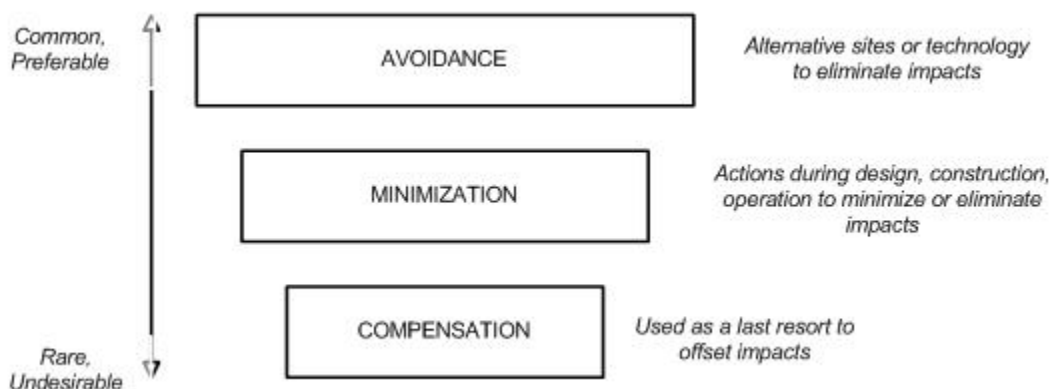 Common,
Preferable
AVOIDANCE
Alternative sites or technology
to eliminate impacts
MINIMIZATION
Actions during design, construction,
operation to minimize or eliminate
impacts
COMPENSATION
Used as a last resort to
offset impacts
Rare,
Undesirable